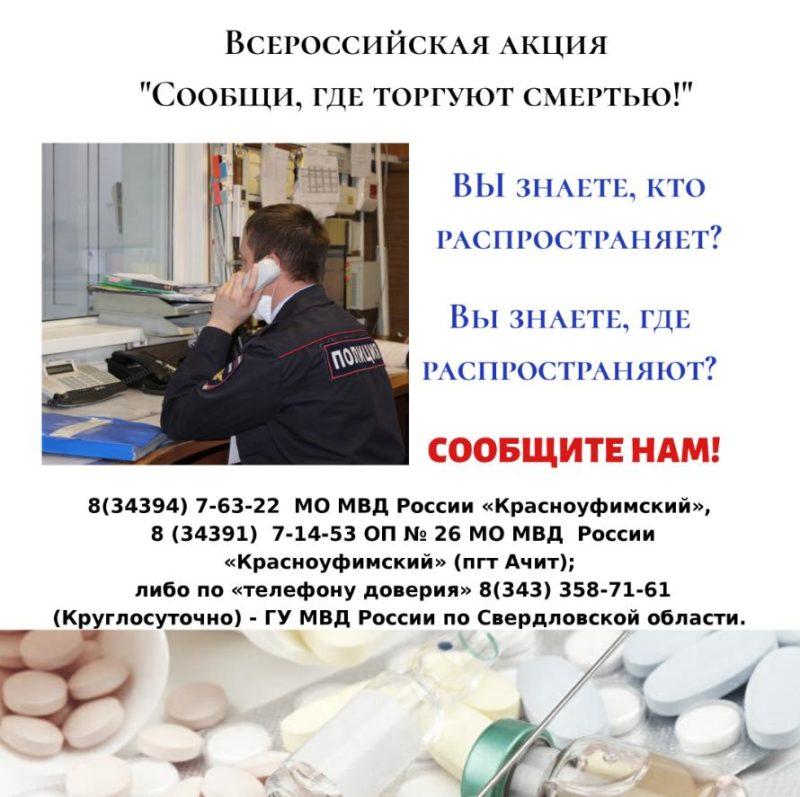 Всероссийская акция
"Сообщи, где торгуют смертью!"
ВЫ знаете, кто
распространяет?
Вы знаете, где
распространяют?
СООБЩИТЕ НАМ!
ПОЛИЦИЯ
8(34394) 7-63-22 МО МВД России «Красноуфимский»,
8 (34391) 7-14-53 ОП № 26 МО МВД России
«Красноуфимский» (пгт Ачит);
либо по «телефону доверия» 8(343) 358-71-61
(Круглосуточно) - ГУ МВД России по Свердловской области.